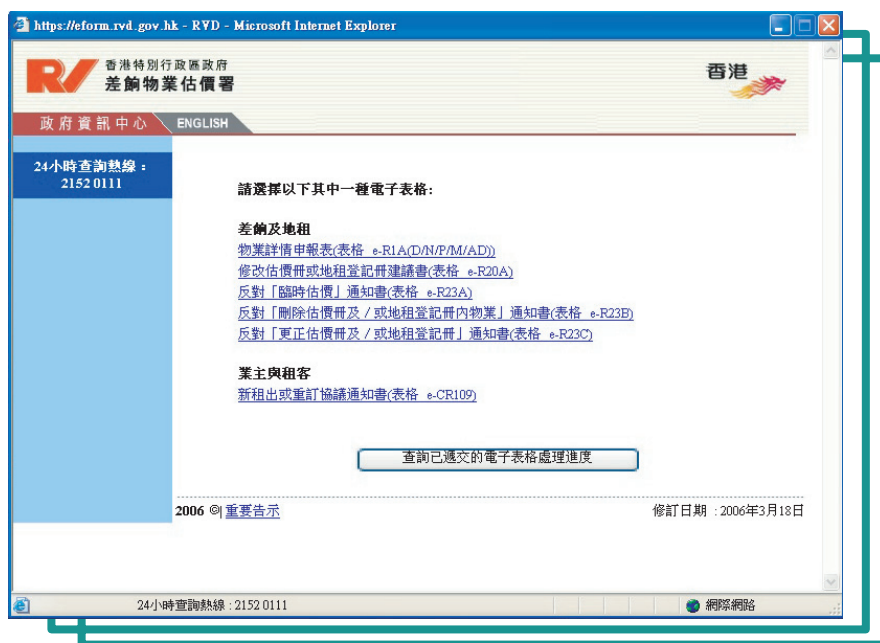 https://eform.rvd.gov.hk - RVD - Microsoft Internet Explorer
RV
香港特別行政區政府
差餉物業估價署
香港
政府資訊中心
ENGLISH
24小時查詢熱線：
2152 0111
請選擇以下其中一種電子表格：
差餉及地租
物業詳情申報表(表格 e-R1A(D/N/P/M/AD))
修改估價冊或地租登記冊建議書(表格 e-R20A)
反對「臨時估價」通知書(表格 e-R23A)
反對「刪除估價冊及 / 或地租登記冊內物業」通知書(表格 e-R23B)
反對「更正估價冊及 / 或地租登記冊」通知書(表格 e-R23C)
業主與租客
新租出或重訂協議通知書(表格 e-CR109)
查詢已遞交的電子表格處理進度
2006 ©| 重要告示
修訂日期 : 2006年3月18日
24小時查詢熱線 : 2152 0111
網際網路